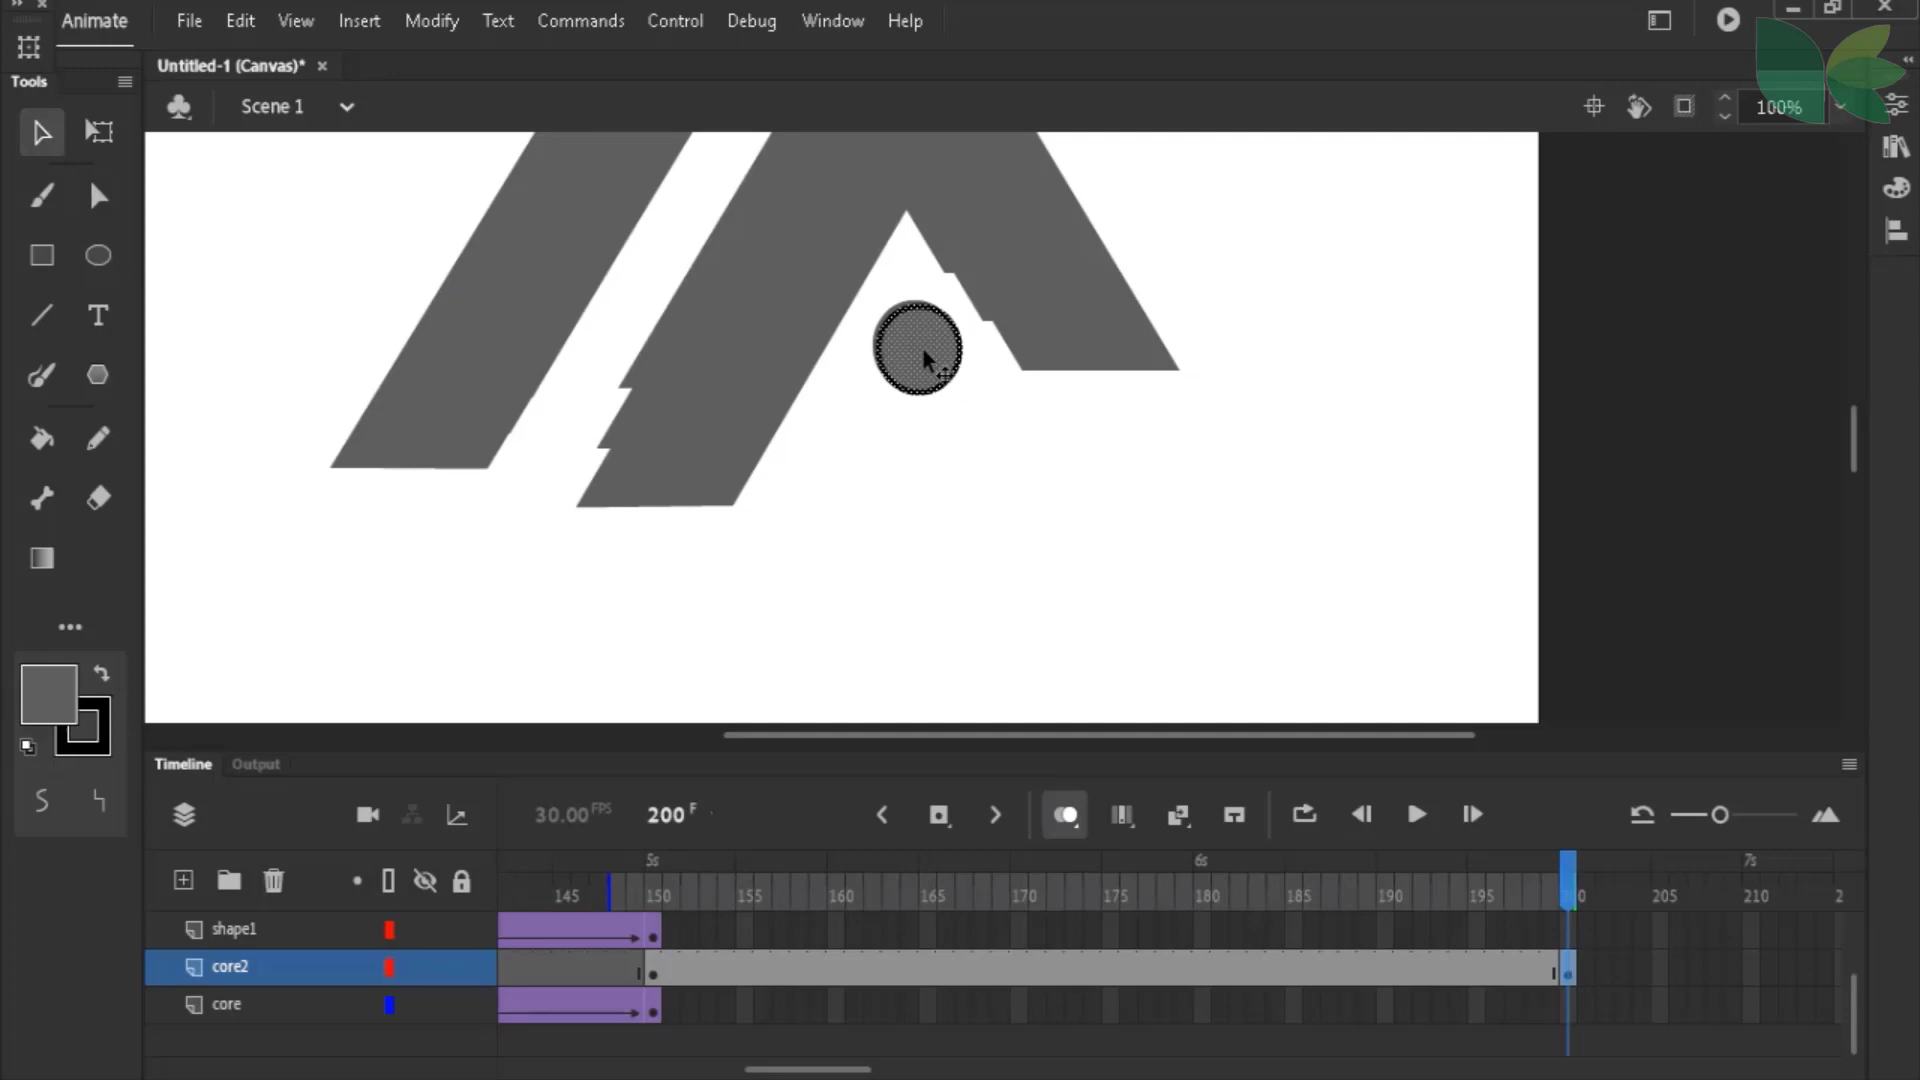 Animate File Edit View Insert Modify Text Commands Control Debug Window Help
Untitled-1 (Canvas)* ×
Tools
Scene 1
100%
Timeline Output
30.00 FPS 200 F
5s 6s 7s
145 150 155 160 165 170 175 180 185 190 195 0 205 210 2
shape1
core2
core